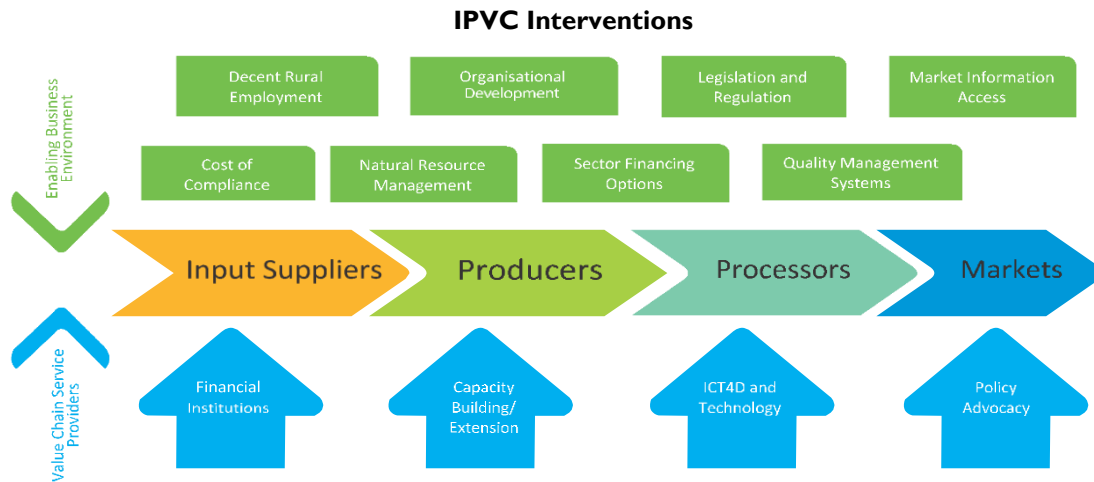 IPVC Interventions
Enabling Business
Environment
Decent Rural
Employment
Organisational
Development
Legislation and
Regulation
Market Information
Access
Cost of
Compliance
Natural Resource
Management
Sector Financing
Options
Quality Management
Systems
Input Suppliers
Producers
Processors
Markets
Value Chain Service
Providers
Financial
Institutions
Capacity
Building/
Extension
ICT4D and
Technology
Policy
Advocacy